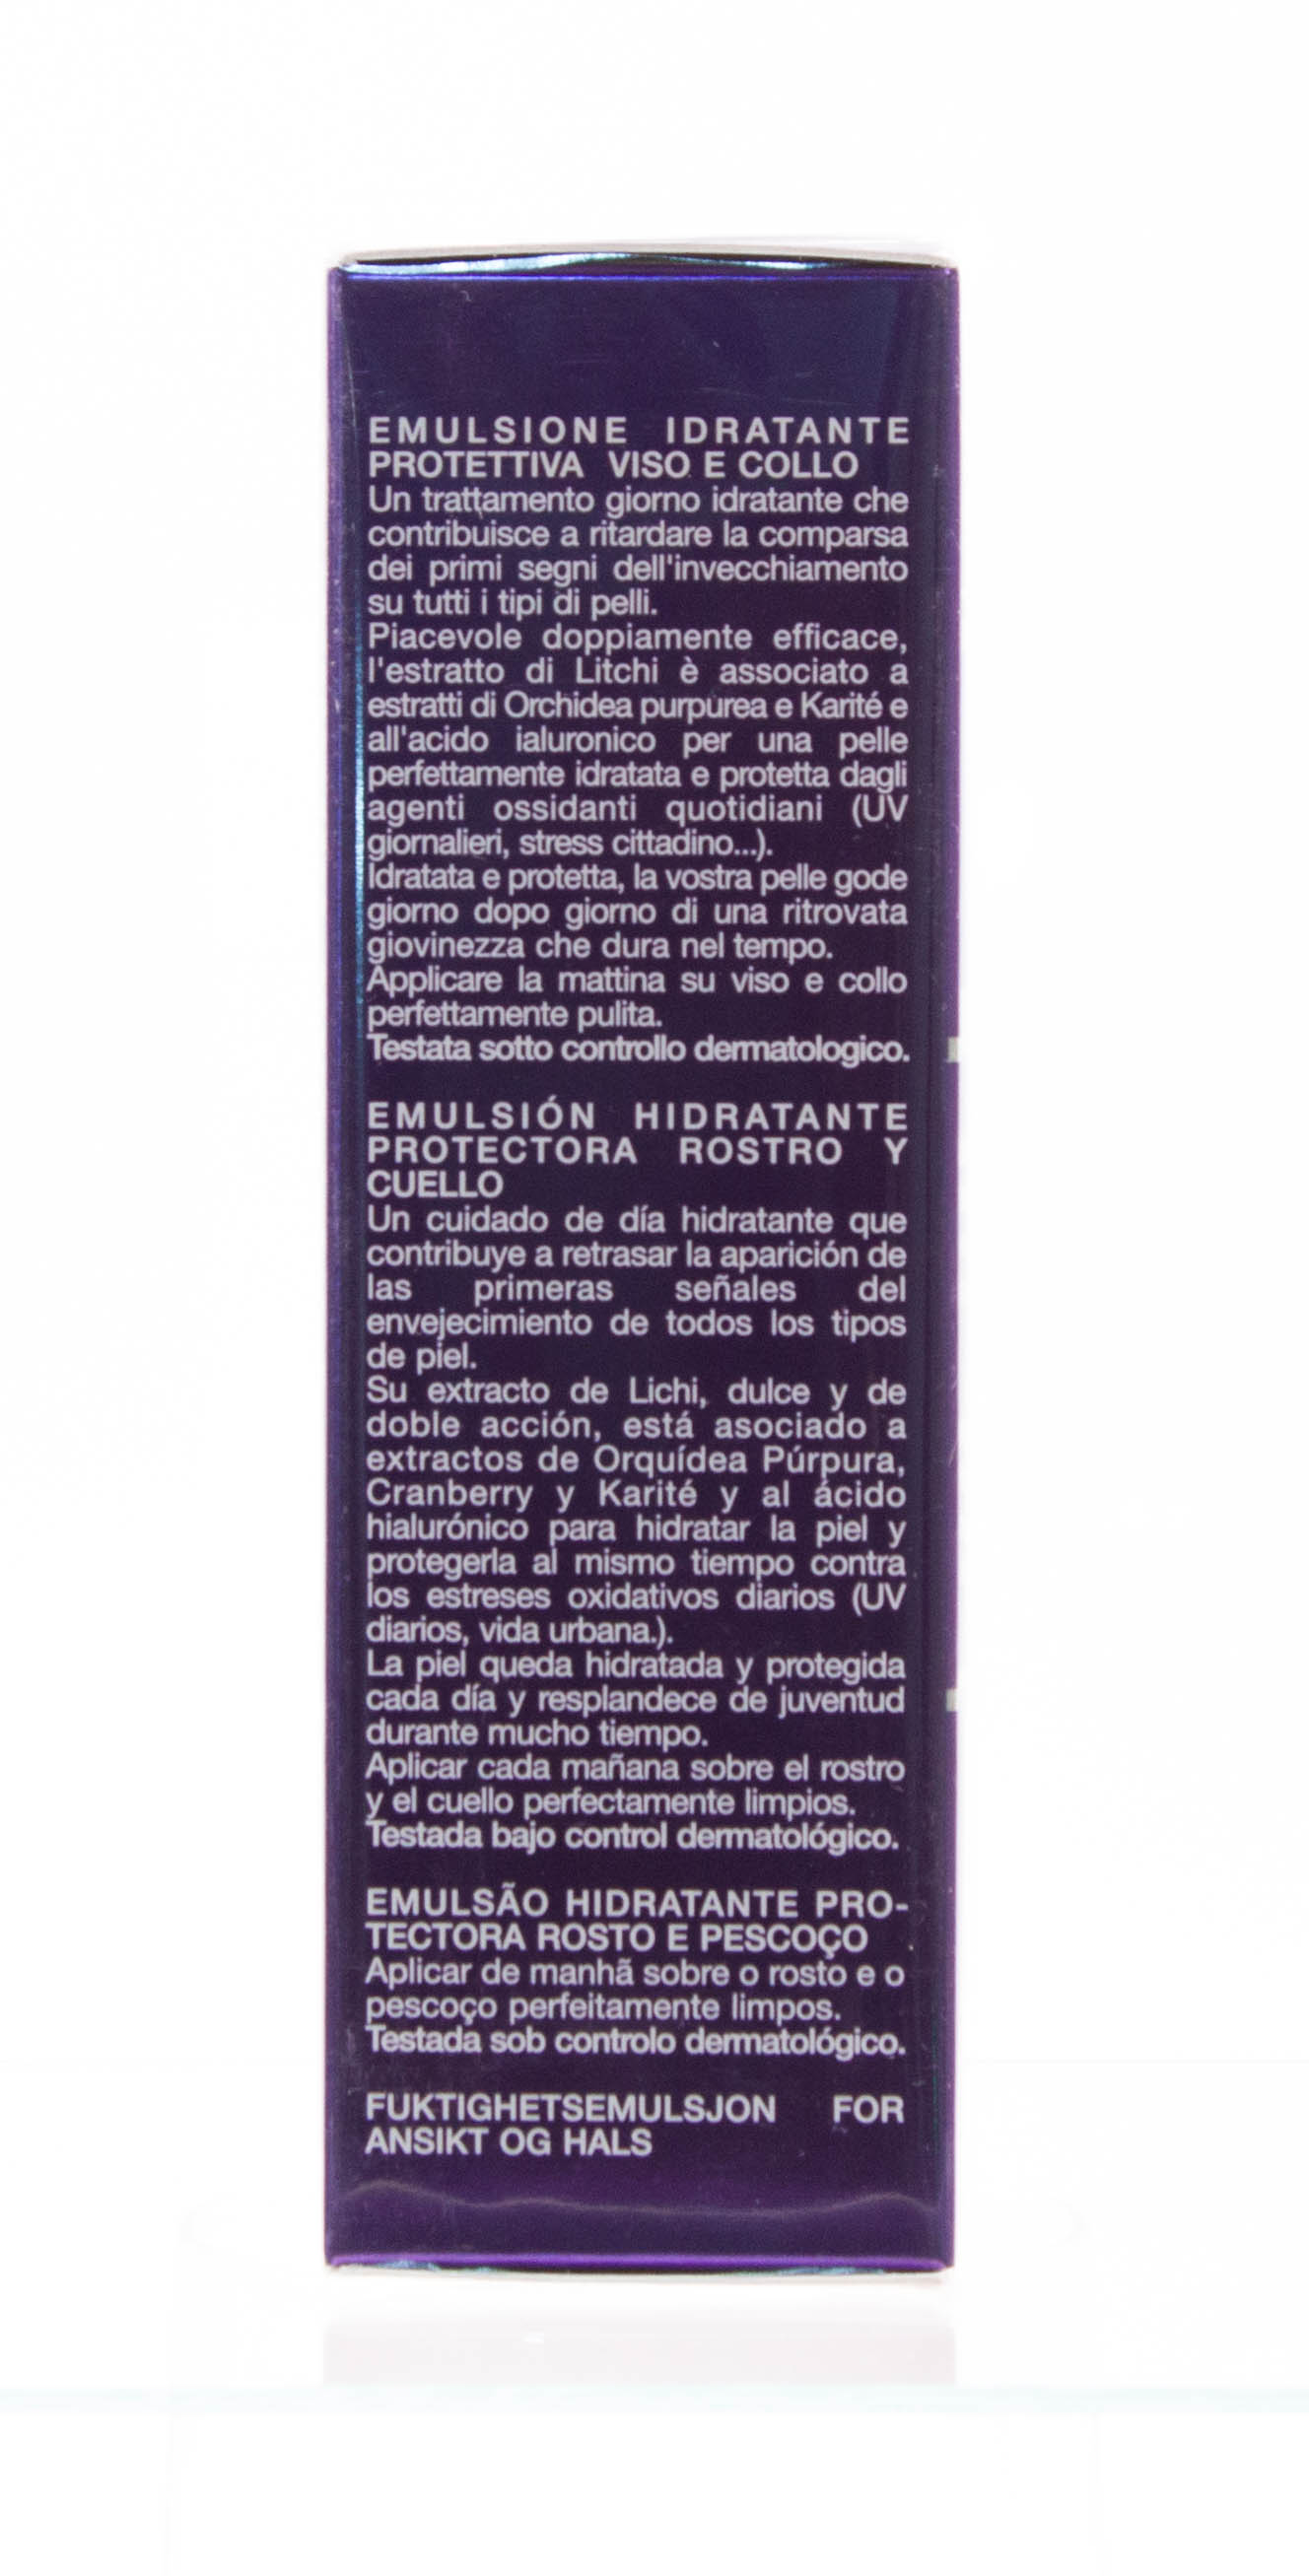 EMULSIONE IDRATANTE
PROTETTIVA VISO E COLLO
Un trattamento giorno idratante che
contribuisce a ritardare la comparsa
dei primi segni dell'invecchiamento
su tutti i tipi di pelli.
Piacevole doppiamente efficace,
l'estratto di Litchi è associato a
estratti di Orchidea purpurea e Karité e
all'acido ialuronico per una pelle
perfettamente idratata e protetta dagli
agenti ossidanti quotidiani (UV
giornalieri, stress cittadino...).
Idratata e protetta, la vostra pelle gode
giorno dopo giorno di una ritrovata
giovinezza che dura nel tempo.
Applicare la mattina su viso e collo
perfettamente pulita.
Testata sotto controllo dermatologico.
EMULSIÓN HIDRATANTE
PROTECTORA ROSTRO Y
CUELLO
Un cuidado de día hidratante que
contribuye a retrasar la aparición de
las primeras señales del
envejecimiento de todos los tipos
de piel.
Su extracto de Lichi, dulce y de
doble acción, está asociado a
extractos de Orquídea Púrpura,
Cranberry y Karité y al ácido
hialurónico para hidratar la piel y
protegerla al mismo tiempo contra
los estreses oxidativos diarios (UV
diarios, vida urbana.).
La piel queda hidratada y protegida
cada día y resplandece de juventud
durante mucho tiempo.
Aplicar cada mañana sobre el rostro
y el cuello perfectamente limpios.
Testada bajo control dermatológico.
EMULSÃO HIDRATANTE PRO-
TECTORA ROSTO E PESCOÇO
Aplicar de manhã sobre o rosto e o
pescoço perfeitamente limpos.
Testada sob controlo dermatológico.
FUKTIGHETSEMULSJON FOR
ANSIKT OG HALS